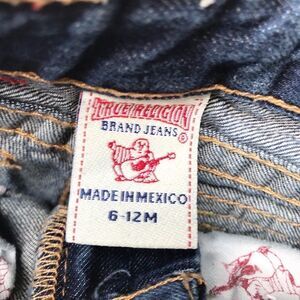 TRUE RELIGION
BRAND JEANS®
MADE IN MEXICO
6-12M